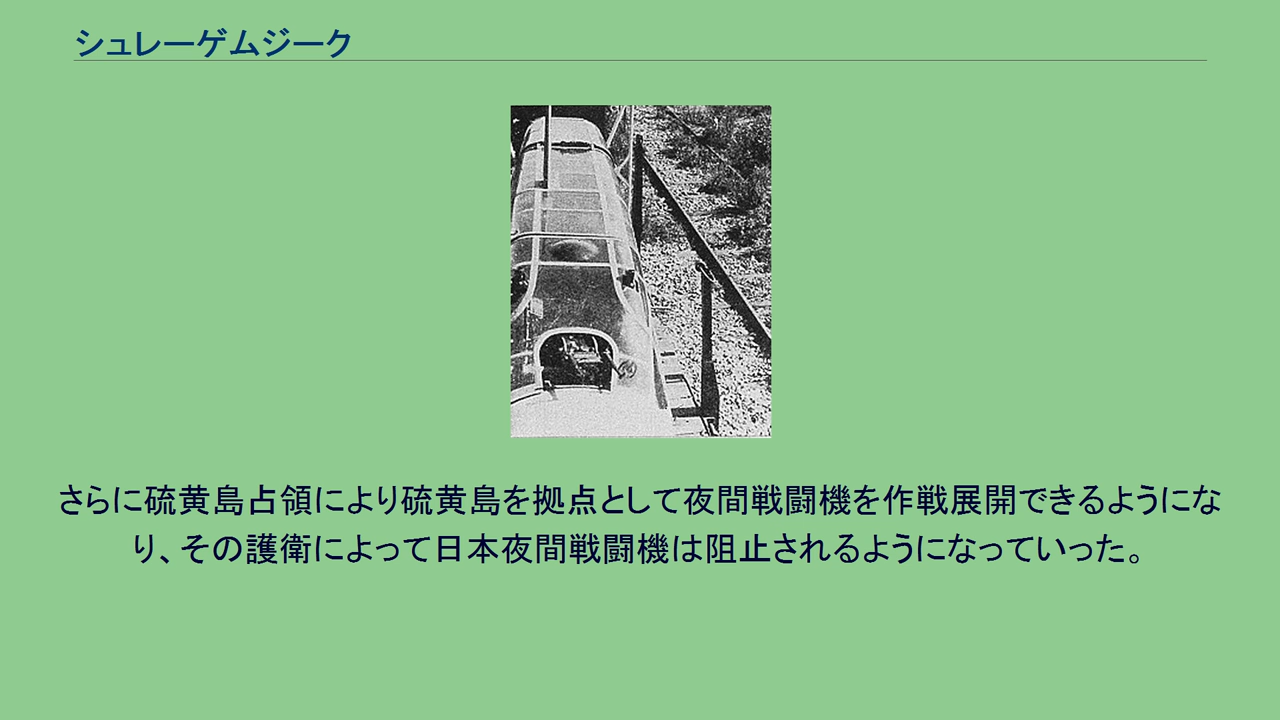 シュレーゲムジーク
さらに硫黄島占領により硫黄島を拠点として夜間戦闘機を作戦展開できるようにな
り、その護衛によって日本夜間戦闘機は阻止されるようになっていった。